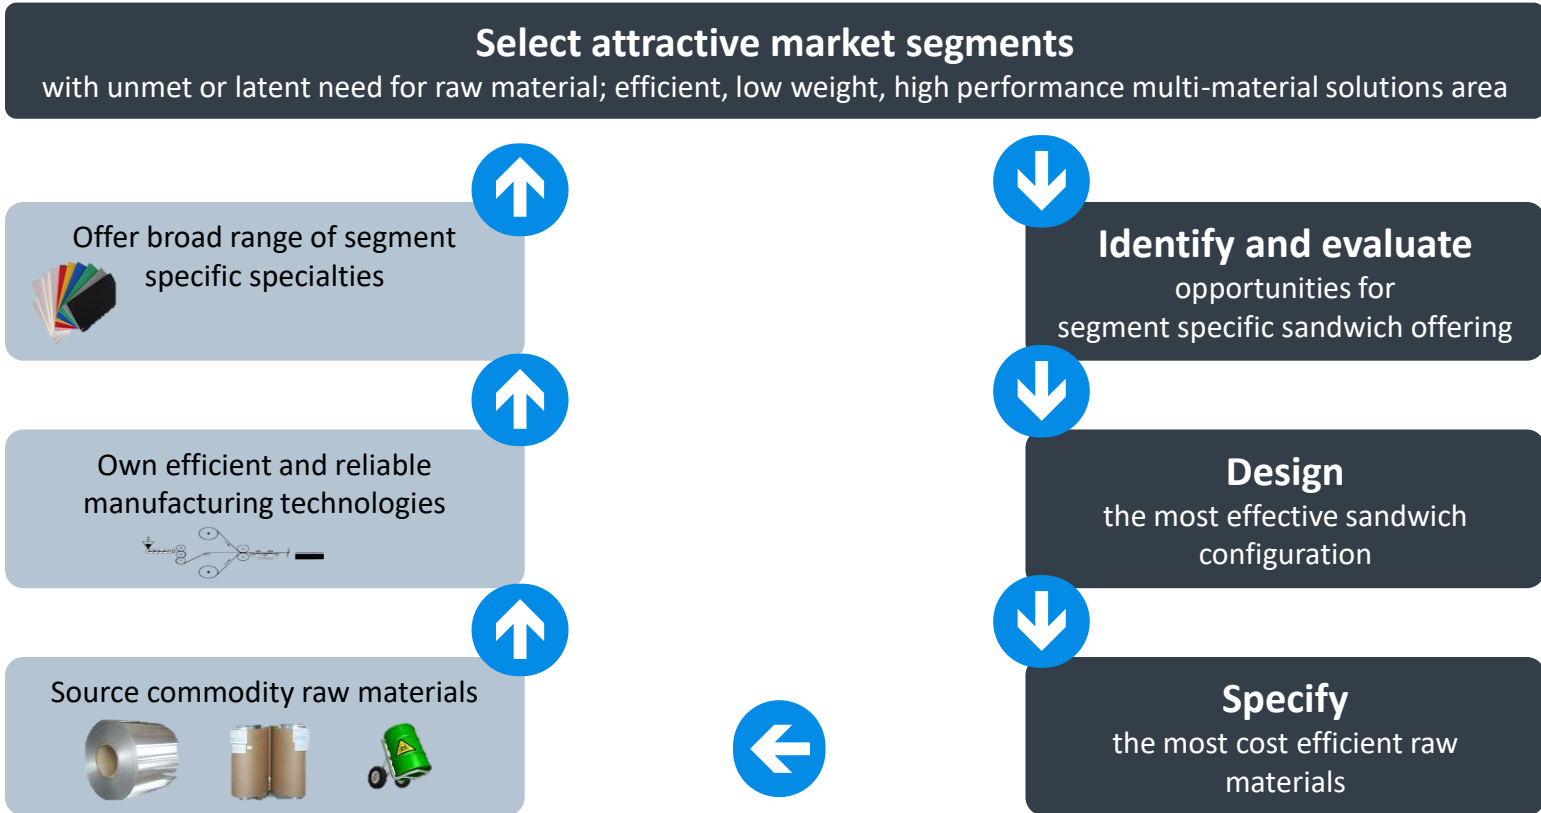 Select attractive market segments
with unmet or latent need for raw material; efficient, low weight, high performance multi-material solutions area
Offer broad range of segment
specific specialties
Identify and evaluate
opportunities for
segment specific sandwich offering
Own efficient and reliable
manufacturing technologies
Design
the most effective sandwich
configuration
Source commodity raw materials
Specify
the most cost efficient raw
materials